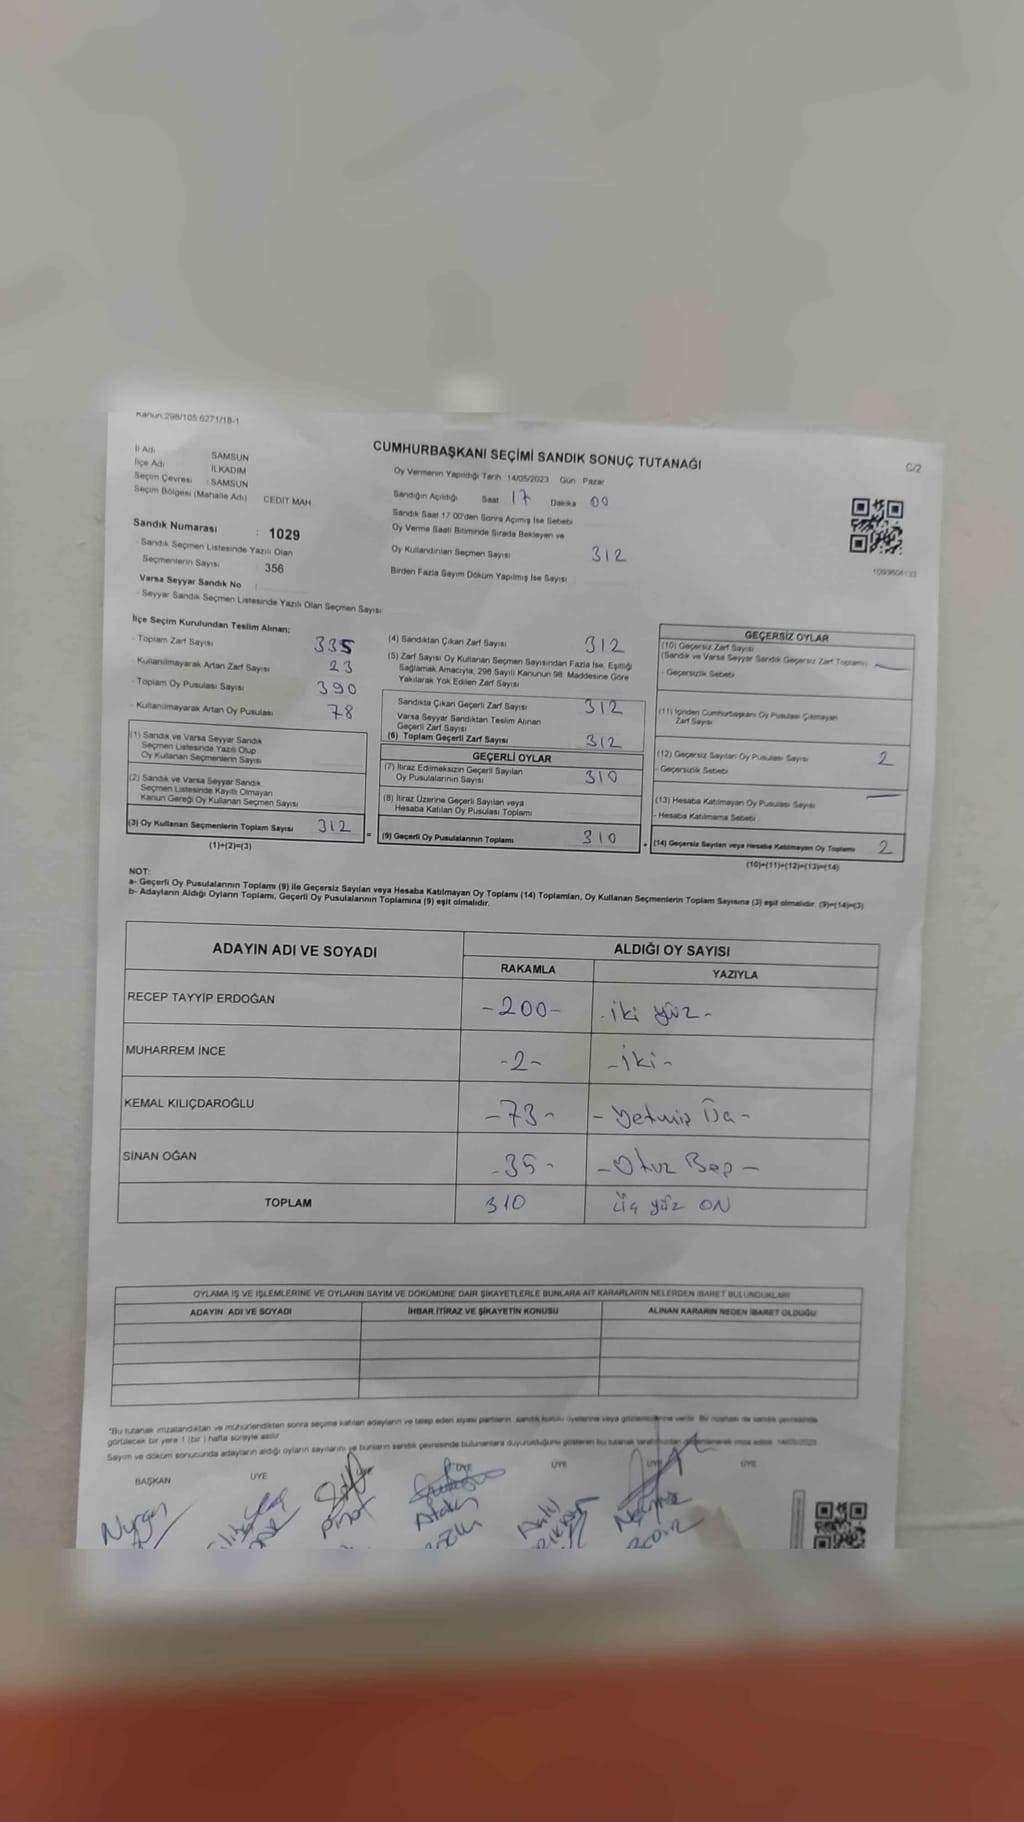 Kanun:298/105 6271/18-1
CUMHURBAŞKANI SEÇİMİ SANDIK SONUÇ TUTANAĞI
C/2
İl Adı SAMSUN
İlçe Adı İLKADIM
Seçim Çevresi : SAMSUN
Seçim Bölgesi (Mahalle Adı) CEDİT MAH
Oy Vermenin Yapıldığı Tarih 14/05/2023 Gün Pazar
Sandığın Açıldığı Saat 17 Dakika 00
Sandık Saat 17 00'den Sonra Açılmış İse Sebebi
Oy Verme Saati Bitiminde Sırada Bekleyen ve
Oy Kullandırılan Seçmen Sayısı 312
Birden Fazla Sayım Döküm Yapılmış İse Sayısı
Sandık Numarası : 1029
- Sandık Seçmen Listesinde Yazılı Olan
Seçmenlerin Sayısı 356
Varsa Seyyar Sandık No
- Seyyar Sandık Seçmen Listesinde Yazılı Olan Seçmen Sayısı
İlçe Seçim Kurulundan Teslim Alınan;
- Toplam Zarf Sayısı 335
- Kullanılmayarak Artan Zarf Sayısı 23
- Toplam Oy Pusulası Sayısı 390
- Kullanılmayarak Artan Oy Pusulası 78
(1) Sandık ve Varsa Seyyar Sandık
Seçmen Listesinde Yazılı Olup
Oy Kullanan Seçmenlerin Sayısı
(2) Sandık ve Varsa Seyyar Sandık
Seçmen Listesinde Kayıtlı Olmayan
Kanun Gereği Oy Kullanan Seçmen Sayısı
(3) Oy Kullanan Seçmenlerin Toplam Sayısı 312
(1)+(2)=(3)
(4) Sandıktan Çıkan Zarf Sayısı 312
(5) Zarf Sayısı Oy Kullanan Seçmen Sayısından Fazla İse, Eşitliği
Sağlamak Amacıyla, 298 Sayılı Kanunun 98. Maddesine Göre
Yakılarak Yok Edilen Zarf Sayısı
Sandıkta Çıkan Geçerli Zarf Sayısı 312
Varsa Seyyar Sandıktan Teslim Alınan
Geçerli Zarf Sayısı
(6) Toplam Geçerli Zarf Sayısı 312
GEÇERLİ OYLAR
(7) İtiraz Edilmeksizin Geçerli Sayılan
Oy Pusulalarının Sayısı 310
(8) İtiraz Üzerine Geçerli Sayılan veya
Hesaba Katılan Oy Pusulası Toplamı
(9) Geçerli Oy Pusulalarının Toplamı 310
GEÇERSİZ OYLAR
(10) Geçersiz Zarf Sayısı
(Sandık ve Varsa Seyyar Sandık Geçersiz Zarf Toplamı)
- Geçersizlik Sebebi
(11) İçinden Cumhurbaşkanı Oy Pusulası Çıkmayan
Zarf Sayısı
(12) Geçersiz Sayılan Oy Pusulası Sayısı 2
- Geçersizlik Sebebi
(13) Hesaba Katılmayan Oy Pusulası Sayısı
- Hesaba Katılmama Sebebi
(14) Geçersiz Sayılan veya Hesaba Katılmayan Oy Toplamı 2
(10)+(11)+(12)+(13)=(14)
NOT:
a- Geçerli Oy Pusulalarının Toplamı (9) ile Geçersiz Sayılan veya Hesaba Katılmayan Oy Toplamı (14) Toplamları, Oy Kullanan Seçmenlerin Toplam Sayısına (3) eşit olmalıdır. (9)+(14)=(3)
b- Adayların Aldığı Oyların Toplamı, Geçerli Oy Pusulalarının Toplamına (9) eşit olmalıdır.
ADAYIN ADI VE SOYADI
ALDIĞI OY SAYISI
RAKAMLA YAZIYLA
RECEP TAYYİP ERDOĞAN -200- -iki yüz-
MUHARREM İNCE -2- -iki-
KEMAL KILIÇDAROĞLU -73- -Yetmiş Üç-
SİNAN OĞAN -35- -Otuz Beş-
TOPLAM 310 üç yüz ON
OYLAMA İŞ VE İŞLEMLERİNE VE OYLARIN SAYIM VE DÖKÜMÜNE DAİR ŞİKAYETLERLE BUNLARA AİT KARARLARIN NELERDEN İBARET BULUNDUKLARI
ADAYIN ADI VE SOYADI İHBAR İTİRAZ VE ŞİKAYETİN KONUSU ALINAN KARARIN NEDEN İBARET OLDUĞU
*Bu tutanak imzalandıktan ve mühürlendikten sonra seçime katılan adayların ve talep eden siyasi partilerin sandık kurulu üyelerine veya gözlemcilerine verilir. Bir nüshası da sandık çevresinde
görülecek bir yere 1 (bir) hafta süreyle asılır
Sayım ve döküm sonucunda adayların aldığı oyların sayılarını ve bunların sandık çevresinde bulunanlara duyurulduğunu gösteren bu tutanak
BAŞKAN ÜYE ÜYE ÜYE ÜYE ÜYE ÜYE